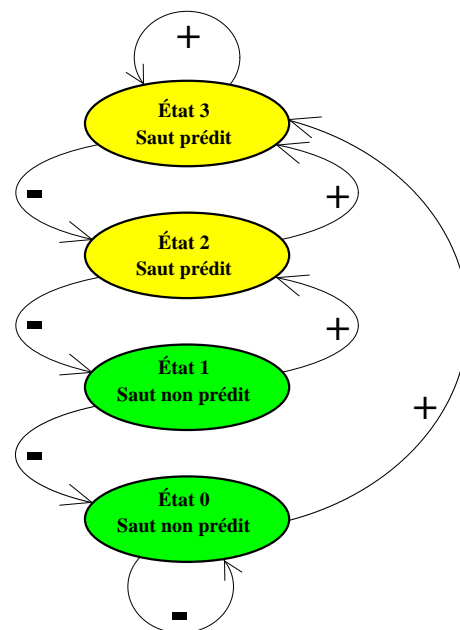 +
État 3
Saut prédit
-
+
État 2
Saut prédit
-
+
État 1
Saut non prédit
+
-
État 0
Saut non prédit
-